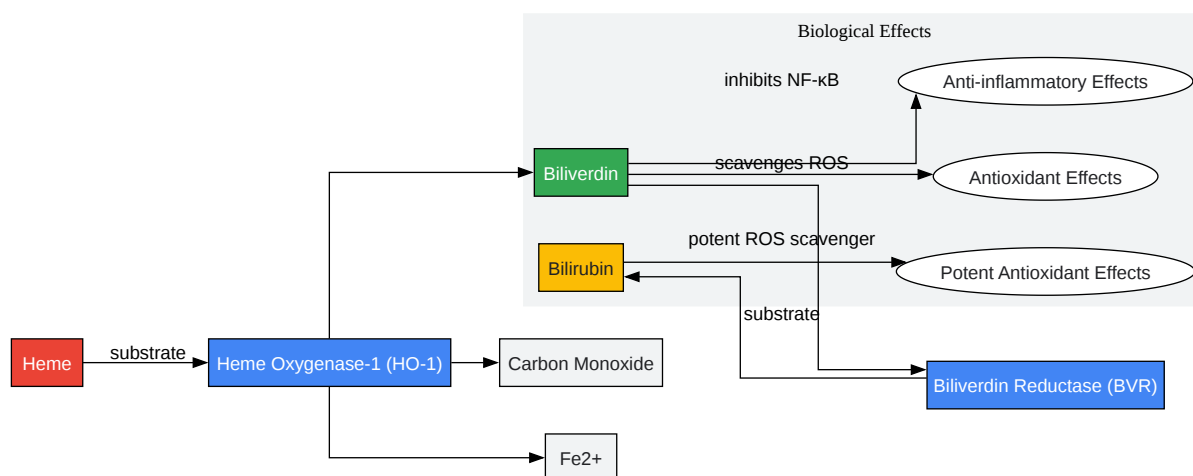 Biological Effects
inhibits NF-κB
Anti-inflammatory Effects
Biliverdin
scavenges ROS
Antioxidant Effects
Bilirubin
potent ROS scavenger
Potent Antioxidant Effects
substrate
Heme
substrate
Heme Oxygenase-1 (HO-1)
Carbon Monoxide
Biliverdin Reductase (BVR)
Fe2+